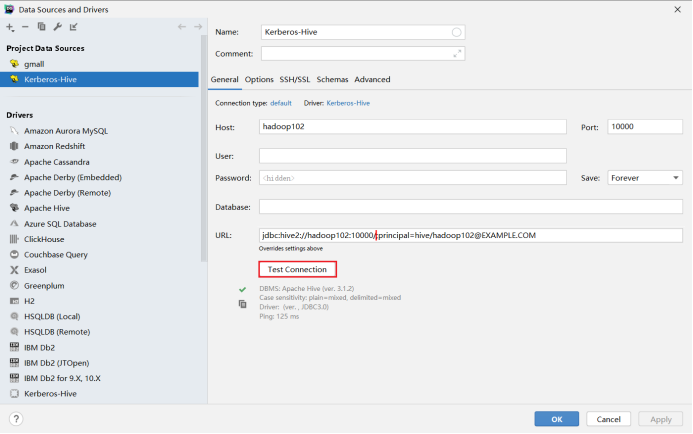 Data Sources and Drivers
Project Data Sources
gmall
Kerberos-Hive
Drivers
Amazon Aurora MySQL
Amazon Redshift
Apache Cassandra
Apache Derby (Embedded)
Apache Derby (Remote)
Apache Hive
Azure SQL Database
ClickHouse
Couchbase Query
Exasol
Greenplum
H2
HSQLDB (Local)
HSQLDB (Remote)
IBM Db2
IBM Db2 (JTOpen)
IBM Db2 for 9.X, 10.X
Kerberos-Hive
Name: Kerberos-Hive
Comment:
General Options SSH/SSL Schemas Advanced
Connection type: default Driver: Kerberos-Hive
Host: hadoop102 Port: 10000
User:
Password: <hidden> Save: Forever
Database:
URL: jdbc:hive2://hadoop102:10000/;principal=hive/hadoop102@EXAMPLE.COM
Overrides settings above
Test Connection
DBMS: Apache Hive (ver. 3.1.2)
Case sensitivity: plain=mixed, delimited=mixed
Driver: (ver. , JDBC3.0)
Ping: 125 ms
?
OK Cancel Apply